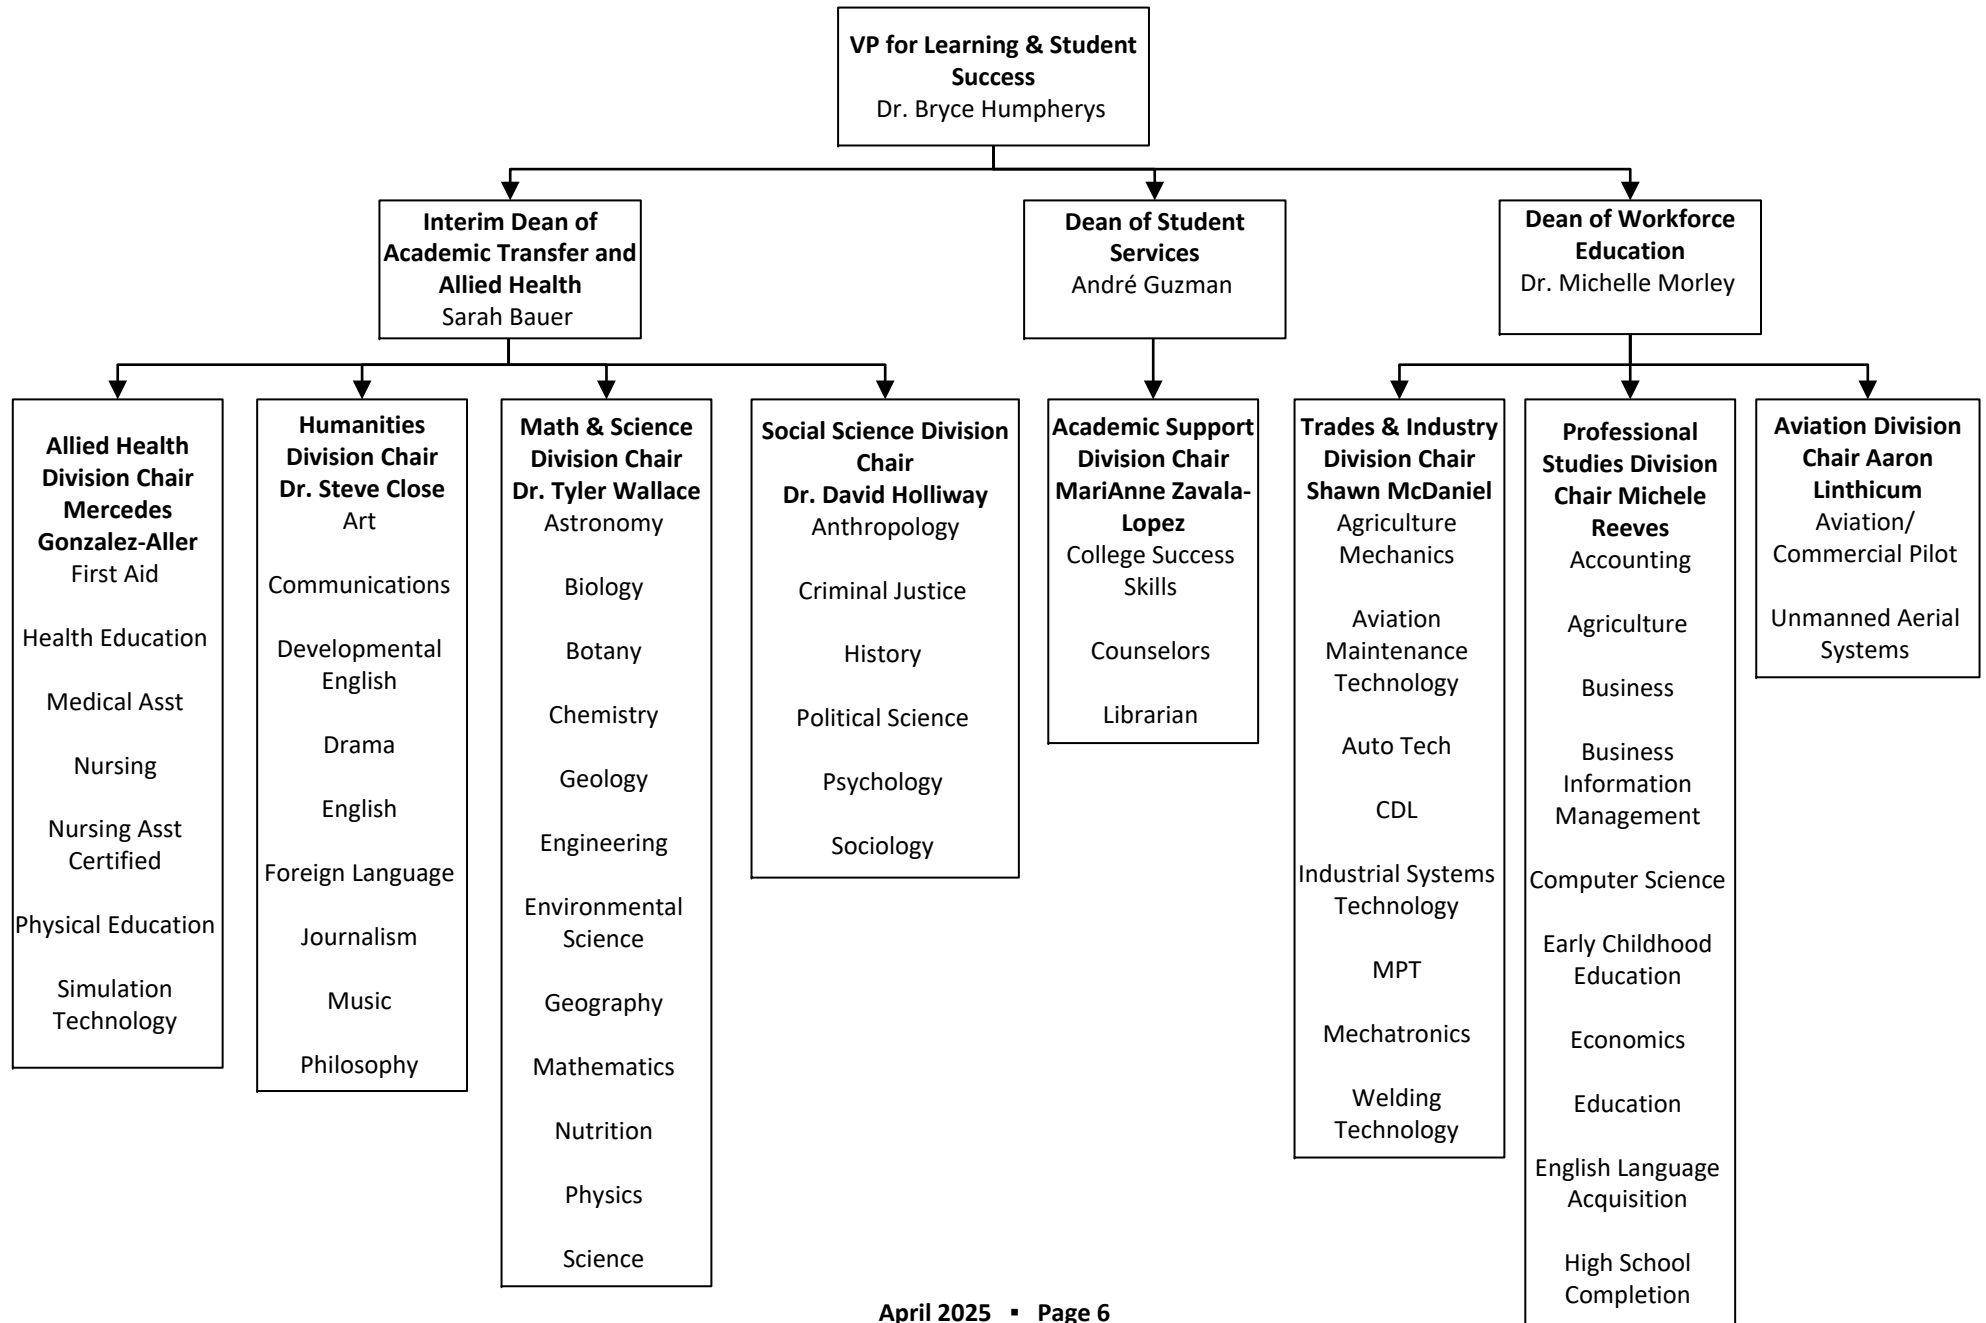 VP for Learning & Student
Success
Dr. Bryce Humpherys
Interim Dean of
Academic Transfer and
Allied Health
Sarah Bauer
Dean of Student
Services
André Guzman
Dean of Workforce
Education
Dr. Michelle Morley
Allied Health
Division Chair
Mercedes
Gonzalez-Aller
First Aid
Health Education
Medical Asst
Nursing
Nursing Asst
Certified
Physical Education
Simulation
Technology
Humanities
Division Chair
Dr. Steve Close
Art
Communications
Developmental
English
Drama
English
Foreign Language
Journalism
Music
Philosophy
Math & Science
Division Chair
Dr. Tyler Wallace
Astronomy
Biology
Botany
Chemistry
Geology
Engineering
Environmental
Science
Geography
Mathematics
Nutrition
Physics
Science
Social Science Division
Chair
Dr. David Holliway
Anthropology
Criminal Justice
History
Political Science
Psychology
Sociology
Academic Support
Division Chair
MariAnne Zavala-
Lopez
College Success
Skills
Counselors
Librarian
Trades & Industry
Division Chair
Shawn McDaniel
Agriculture
Mechanics
Aviation
Maintenance
Technology
Auto Tech
CDL
Industrial Systems
Technology
MPT
Mechatronics
Welding
Technology
Professional
Studies Division
Chair Michele
Reeves
Accounting
Agriculture
Business
Business
Information
Management
Computer Science
Early Childhood
Education
Economics
Education
English Language
Acquisition
High School
Completion
Aviation Division
Chair Aaron
Linthicum
Aviation/
Commercial Pilot
Unmanned Aerial
Systems
April 2025 ▪ Page 6